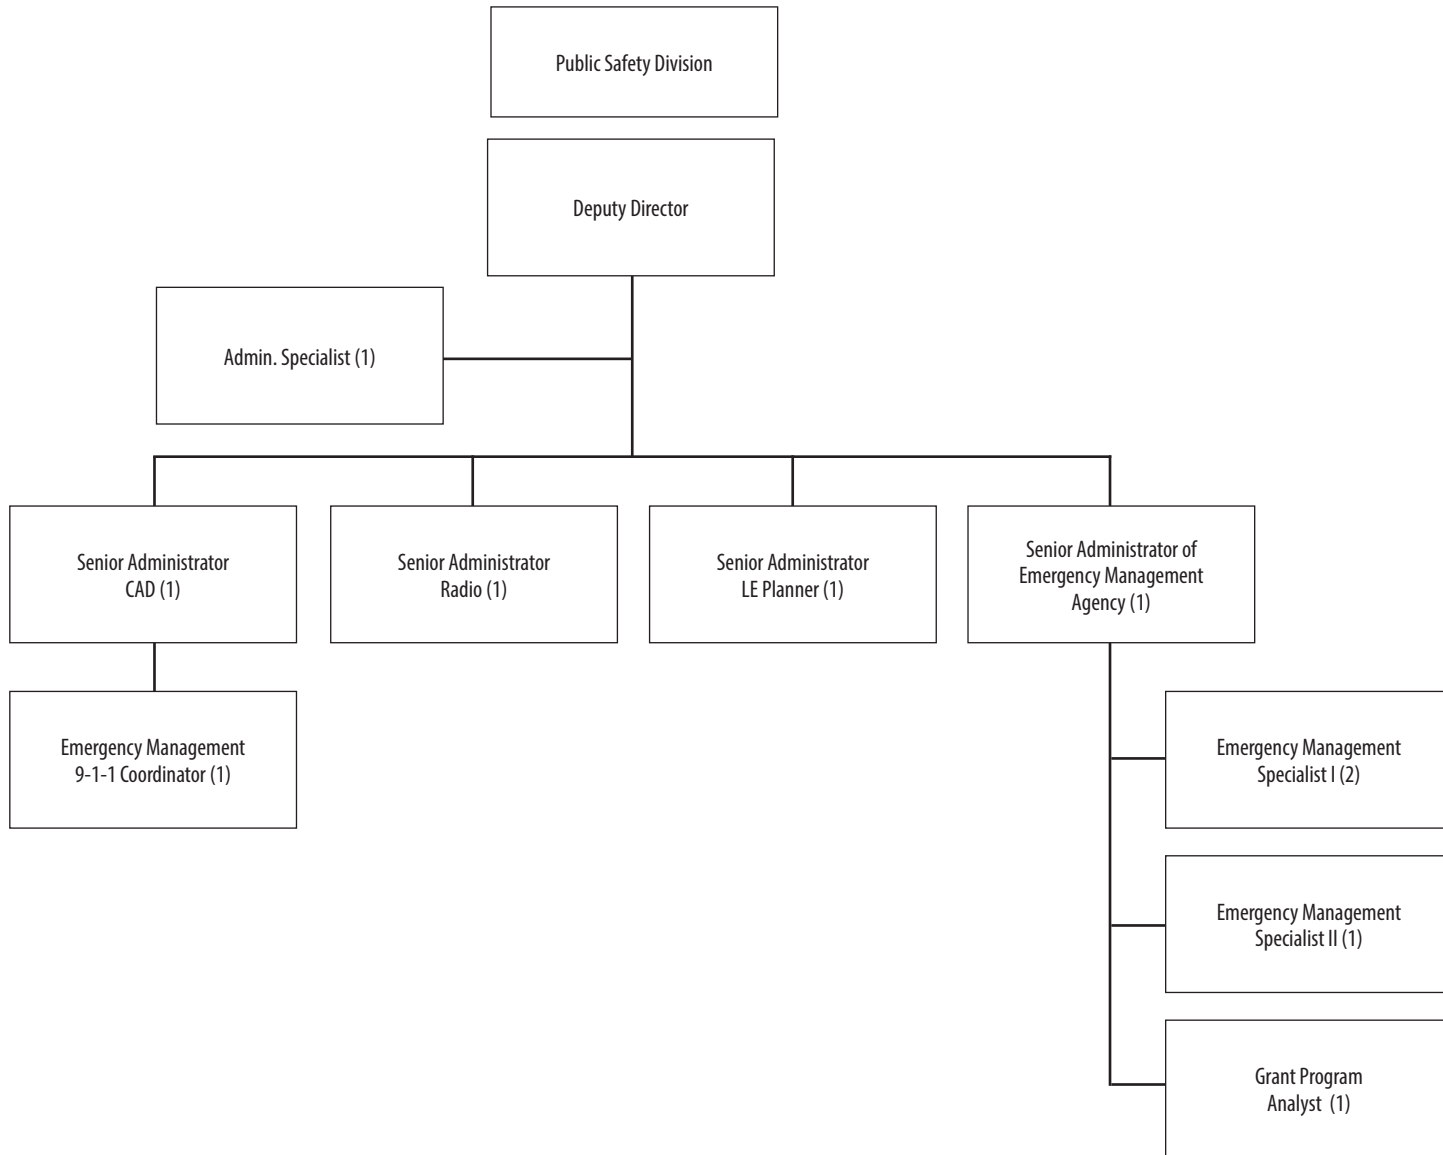 Public Safety Division
Deputy Director
Admin. Specialist (1)
Senior Administrator
CAD (1)
Senior Administrator
Radio (1)
Senior Administrator
LE Planner (1)
Senior Administrator of
Emergency Management
Agency (1)
Emergency Management
9-1-1 Coordinator (1)
Emergency Management
Specialist I (2)
Emergency Management
Specialist II (1)
Grant Program
Analyst (1)